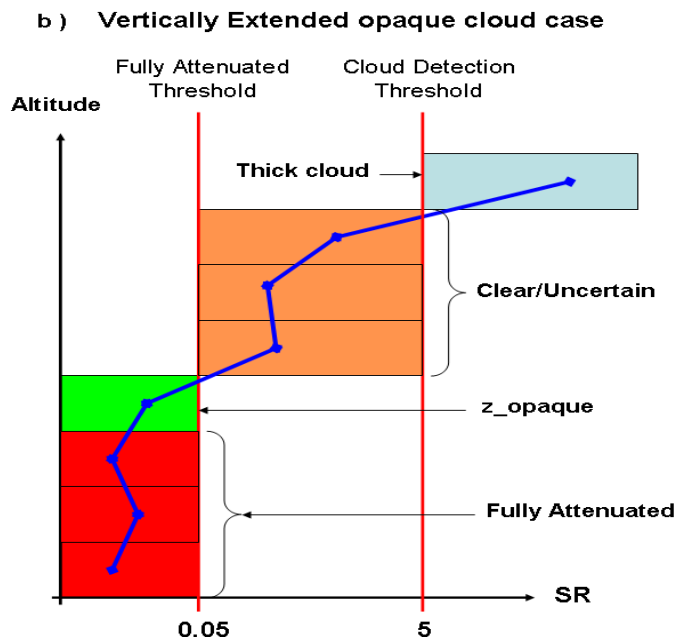 b ) Vertically Extended opaque cloud case
Fully Attenuated
Threshold
Cloud Detection
Threshold
Altitude
Thick cloud
Clear/Uncertain
z_opaque
Fully Attenuated
SR
0.05
5